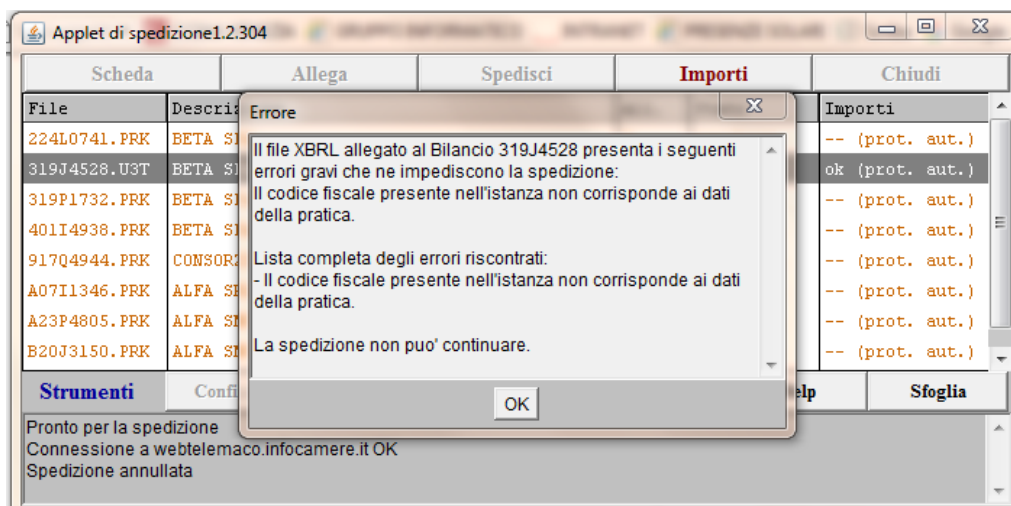 Applet di spedizione1.2.304
Scheda Allega Spedisci Importi Chiudi
File Descriz Importi
224L0741.PRK BETA -- (prot. aut.)
319J4528.U3T BETA ok (prot. aut.)
319P1732.PRK BETA -- (prot. aut.)
401I4938.PRK BETA -- (prot. aut.)
917Q4944.PRK CONSOR -- (prot. aut.)
A07I1346.PRK ALFA -- (prot. aut.)
A23P4805.PRK ALFA -- (prot. aut.)
B20J3150.PRK ALFA -- (prot. aut.)
Errore
Il file XBRL allegato al Bilancio 319J4528 presenta i seguenti
errori gravi che ne impediscono la spedizione:
Il codice fiscale presente nell'istanza non corrisponde ai dati
della pratica.
Lista completa degli errori riscontrati:
- Il codice fiscale presente nell'istanza non corrisponde ai dati
della pratica.
La spedizione non puo' continuare.
OK
Strumenti Confi elp Sfoglia
Pronto per la spedizione
Connessione a webtelemaco.infocamere.it OK
Spedizione annullata